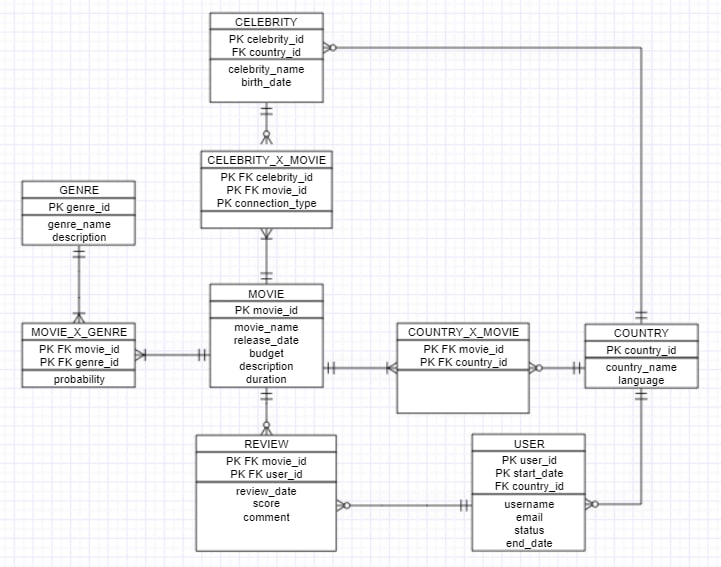 CELEBRITY
PK celebrity_id
FK country_id
celebrity_name
birth_date
CELEBRITY_X_MOVIE
PK FK celebrity_id
PK FK movie_id
PK connection_type
GENRE
PK genre_id
genre_name
description
MOVIE
PK movie_id
movie_name
release_date
budget
description
duration
MOVIE_X_GENRE
PK FK movie_id
PK FK genre_id
probability
COUNTRY_X_MOVIE
PK FK movie_id
PK FK country_id
COUNTRY
PK country_id
country_name
language
REVIEW
PK FK movie_id
PK FK user_id
review_date
score
comment
USER
PK user_id
PK start_date
FK country_id
username
email
status
end_date